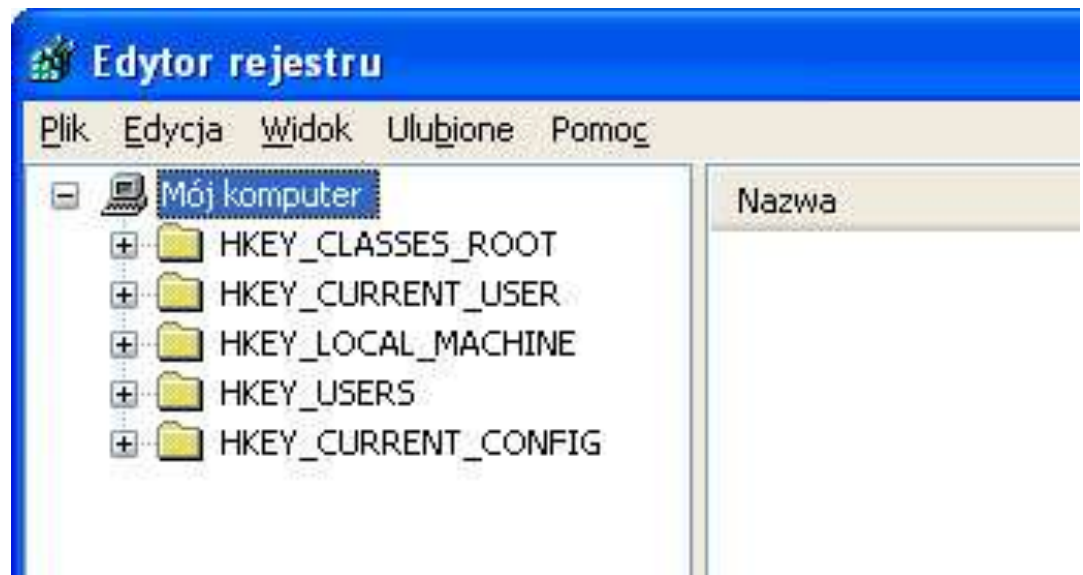 Edytor rejestru
Plik Edycja Widok Ulubione Pomoc
Mój komputer
Nazwa
HKEY_CLASSES_ROOT
HKEY_CURRENT_USER
HKEY_LOCAL_MACHINE
HKEY_USERS
HKEY_CURRENT_CONFIG